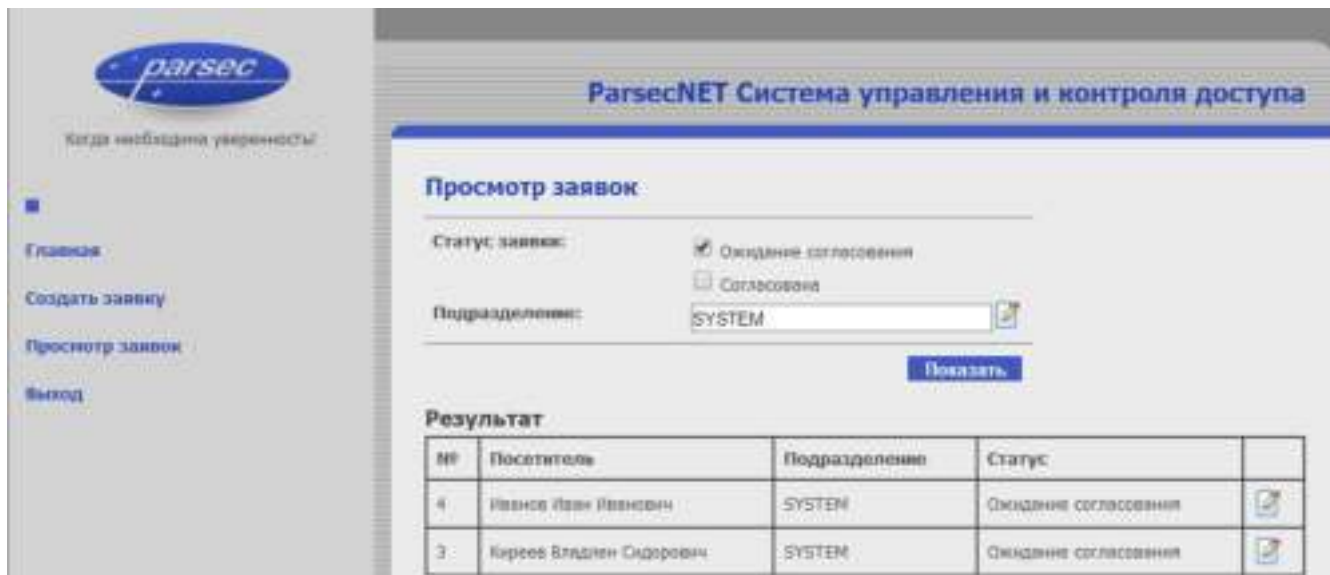 parsec
Когда необходима уверенность!
ParsecNET Система управления и контроля доступа
Главная
Создать заявку
Просмотр заявок
Выход
Просмотр заявок
Статус заявки:
Ожидание согласования
Согласована
Подразделение:
SYSTEM
Показать
Результат
№ Посетитель Подразделение Статус
4 Иванов Иван Иванович SYSTEM Ожидание согласования
3 Киреев Владлен Сидорович SYSTEM Ожидание согласования